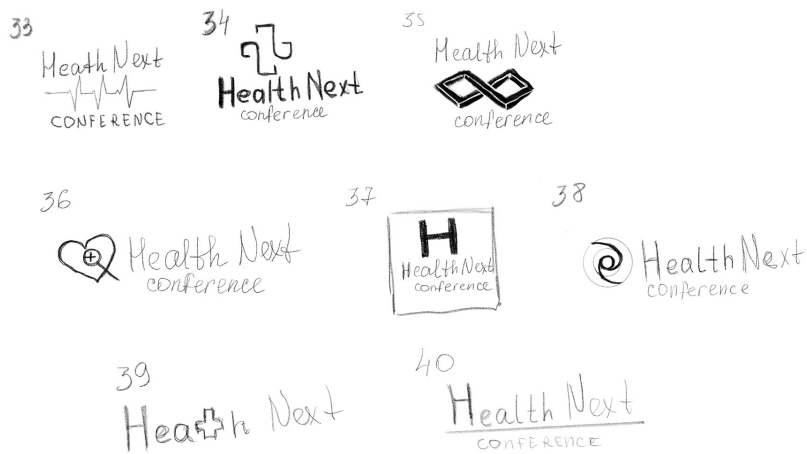 33
Heath Next
CONFERENCE
34
Health Next
conference
35
Health Next
conference
36
Health Next
conference
37
H
Health Next
conference
38
Health Next
conference
39
Hea h Next
40
Health Next
CONFERENCE